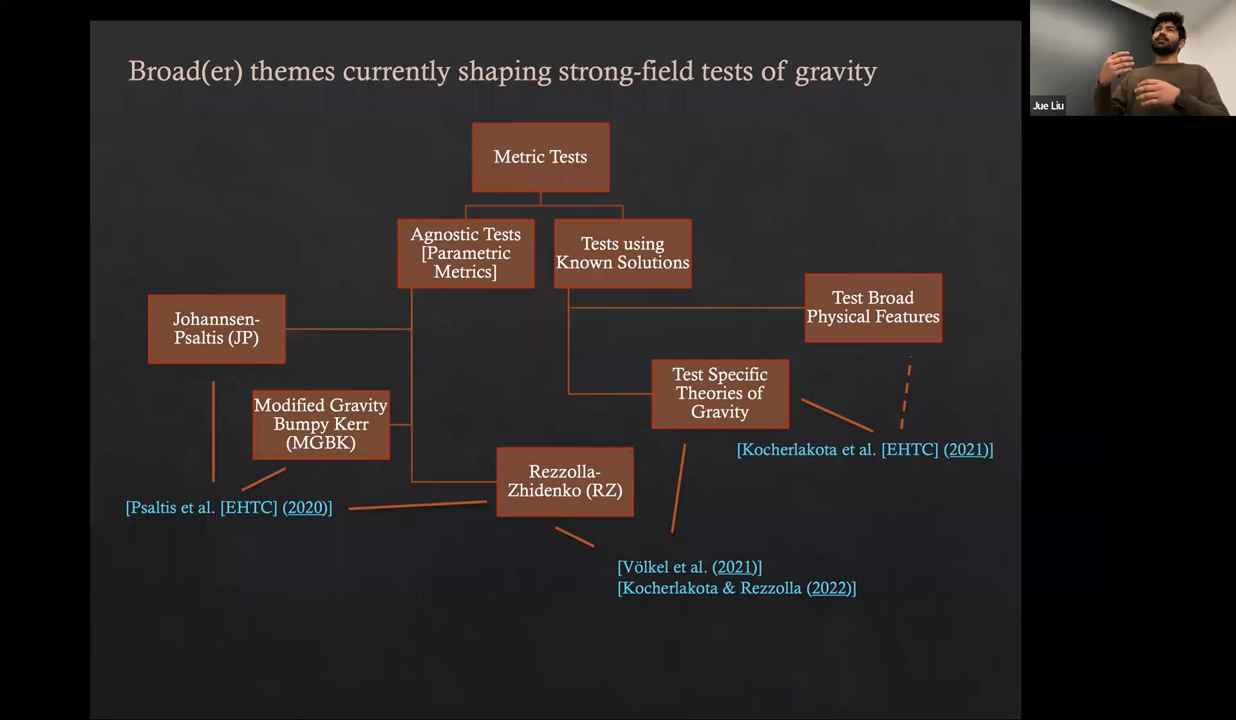 Broad(er) themes currently shaping strong-field tests of gravity
Jue Liu
Metric Tests
Agnostic Tests
[Parametric
Metrics]
Tests using
Known Solutions
Test Broad
Physical Features
Johannsen-
Psaltis (JP)
Test Specific
Theories of
Gravity
Modified Gravity
Bumpy Kerr
(MGBK)
[Kocherlakota et al. [EHTC] (2021)]
Rezzolla-
Zhidenko (RZ)
[Psaltis et al. [EHTC] (2020)]
[Völkel et al. (2021)]
[Kocherlakota & Rezzolla (2022)]